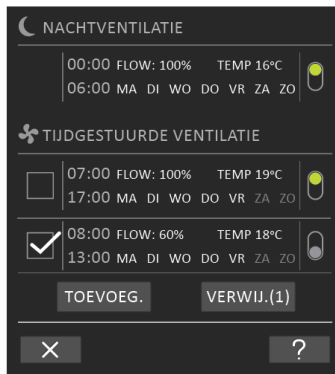 NACHTVENTILATIE
00:00 FLOW: 100% TEMP 16°C
06:00 MA DI WO DO VR ZA ZO
TIJDGESTUURDE VENTILATIE
07:00 FLOW: 100% TEMP 19°C
17:00 MA DI WO DO VR ZA ZO
08:00 FLOW: 60% TEMP 18°C
13:00 MA DI WO DO VR ZA ZO
TOEVOEG. VERWIJ.(1)
X ?